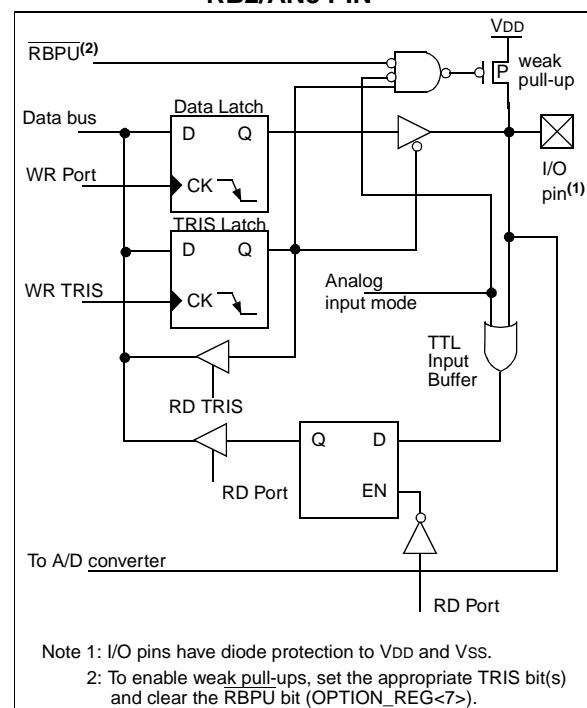 VDD
RBPU(2)
P
weak
pull-up
Data Latch
Data bus
D
Q
I/O
pin(1)
WR Port
CK
TRIS Latch
D
Q
WR TRIS
CK
Analog
input mode
TTL
Input
Buffer
RD TRIS
Q
D
RD Port
EN
To A/D converter
RD Port
Note 1: I/O pins have diode protection to VDD and VSS.
2: To enable weak pull-ups, set the appropriate TRIS bit(s)
and clear the RBPU bit (OPTION_REG<7>).